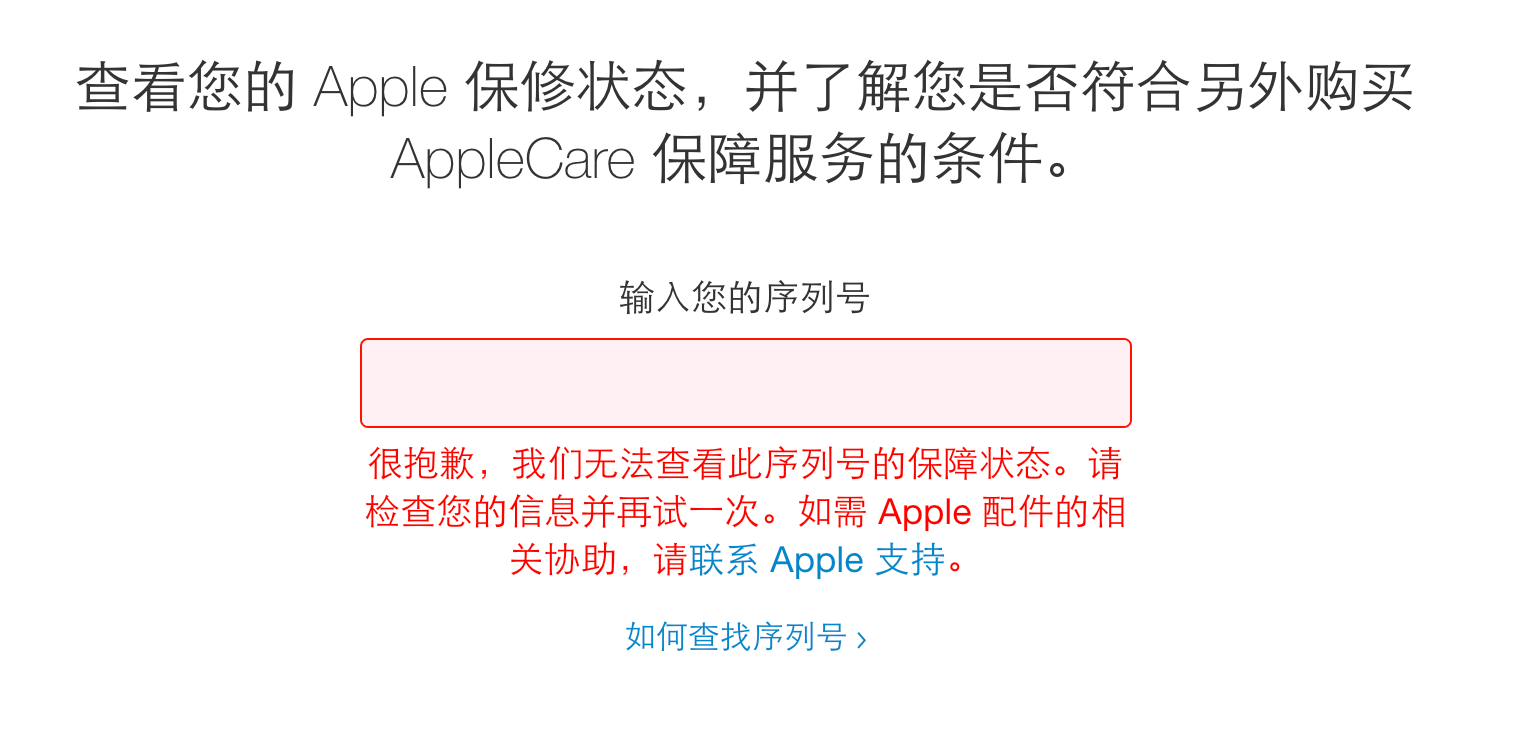 查看您的 Apple 保修状态，并了解您是否符合另外购买
AppleCare 保障服务的条件。
输入您的序列号
很抱歉，我们无法查看此序列号的保障状态。请
检查您的信息并再试一次。如需 Apple 配件的相
关协助，请联系 Apple 支持。
如何查找序列号 ›